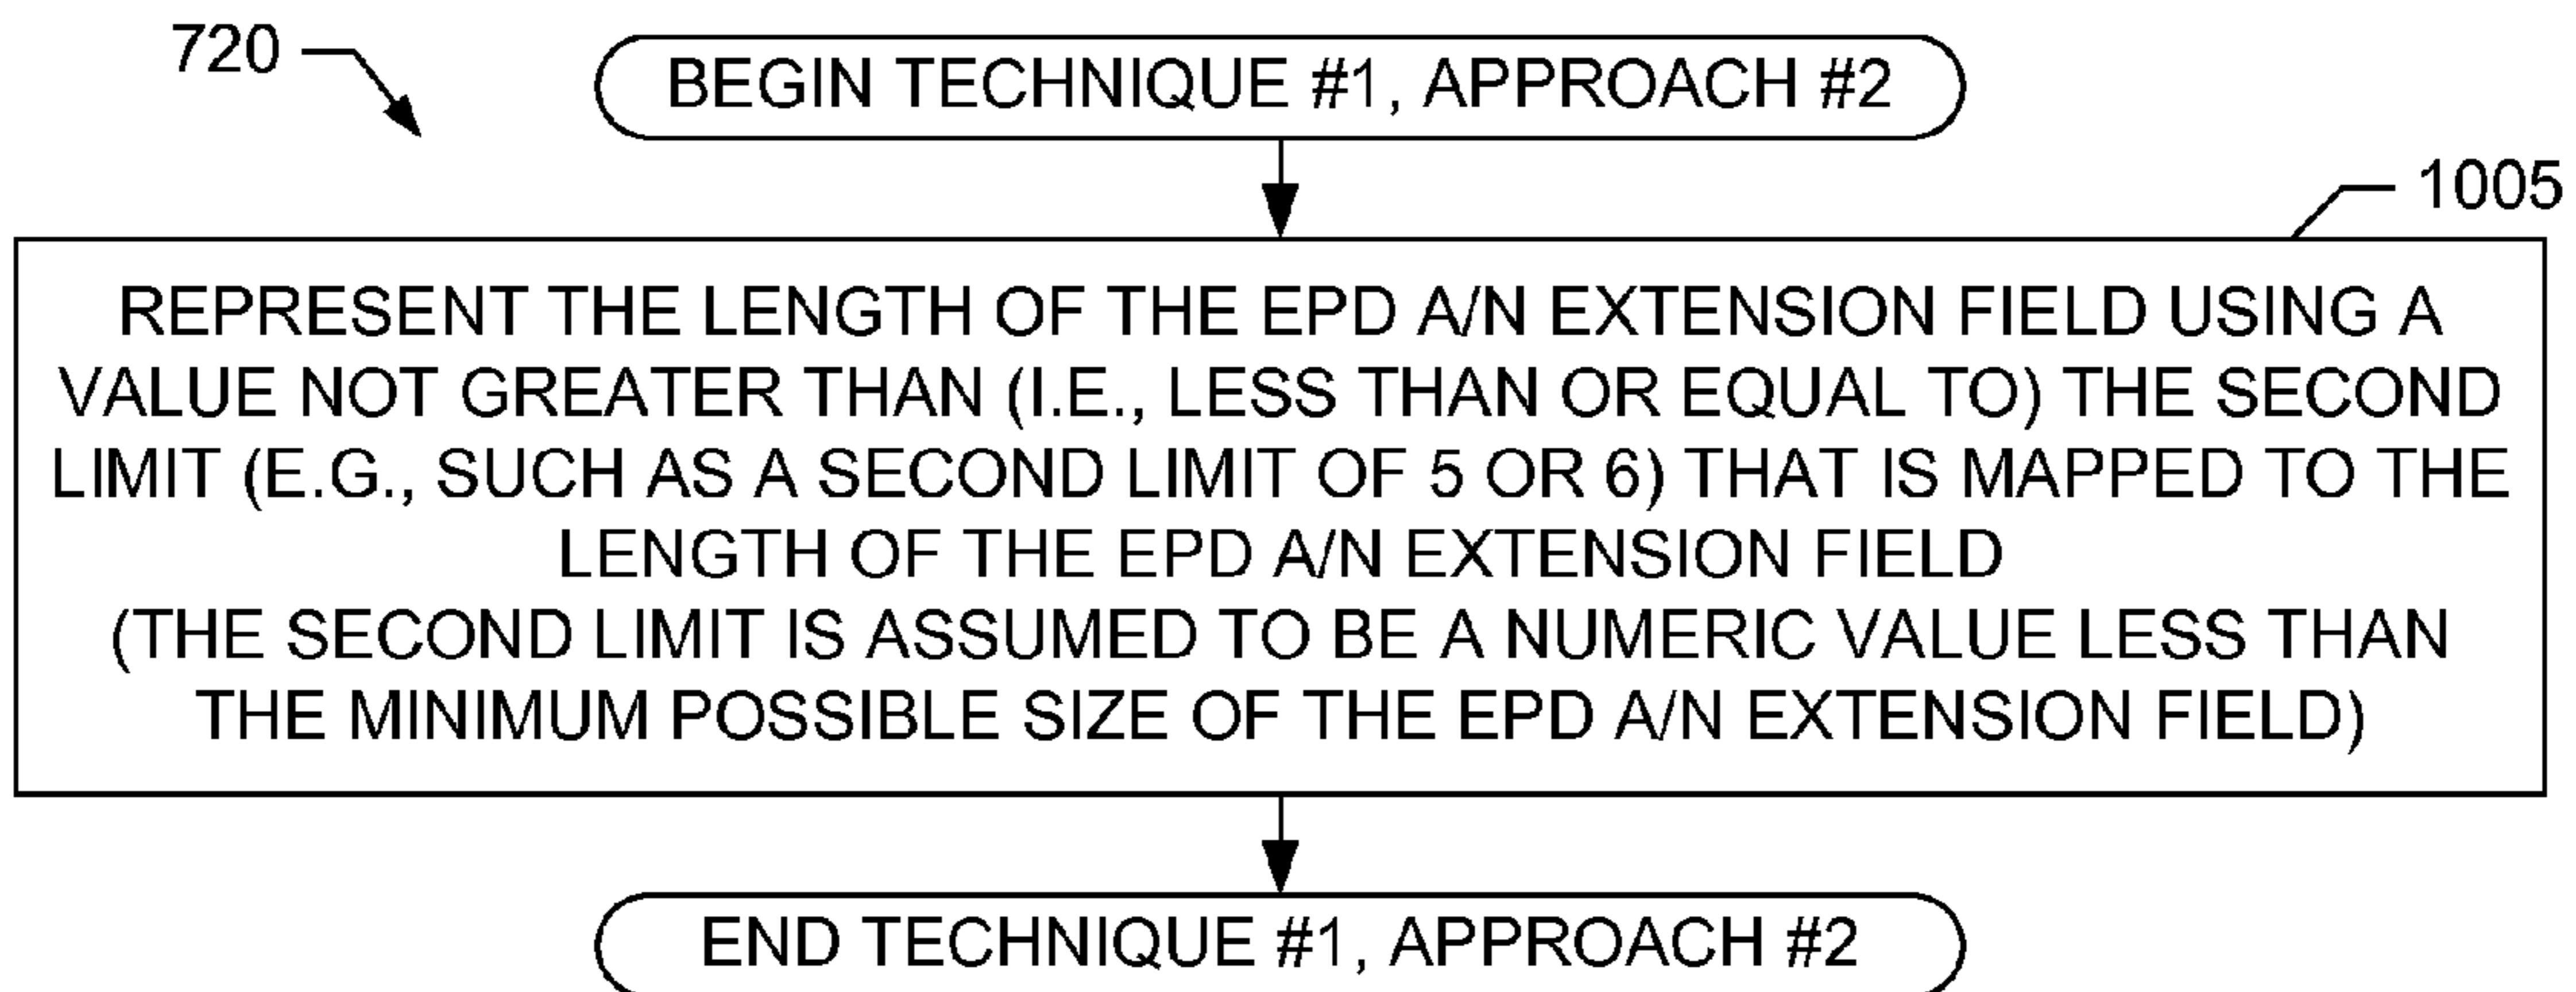 720
BEGIN TECHNIQUE #1, APPROACH #2
1005
REPRESENT THE LENGTH OF THE EPD A/N EXTENSION FIELD USING A
VALUE NOT GREATER THAN (I.E., LESS THAN OR EQUAL TO) THE SECOND
LIMIT (E.G., SUCH AS A SECOND LIMIT OF 5 OR 6) THAT IS MAPPED TO THE
LENGTH OF THE EPD A/N EXTENSION FIELD
(THE SECOND LIMIT IS ASSUMED TO BE A NUMERIC VALUE LESS THAN
THE MINIMUM POSSIBLE SIZE OF THE EPD A/N EXTENSION FIELD)
END TECHNIQUE #1, APPROACH #2